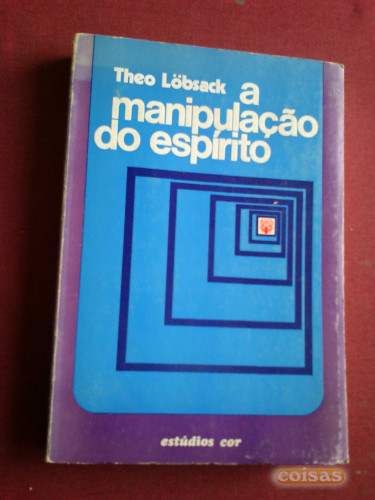 Theo Löbsack a
manipulação
do espírito
estúdios cor
coisas